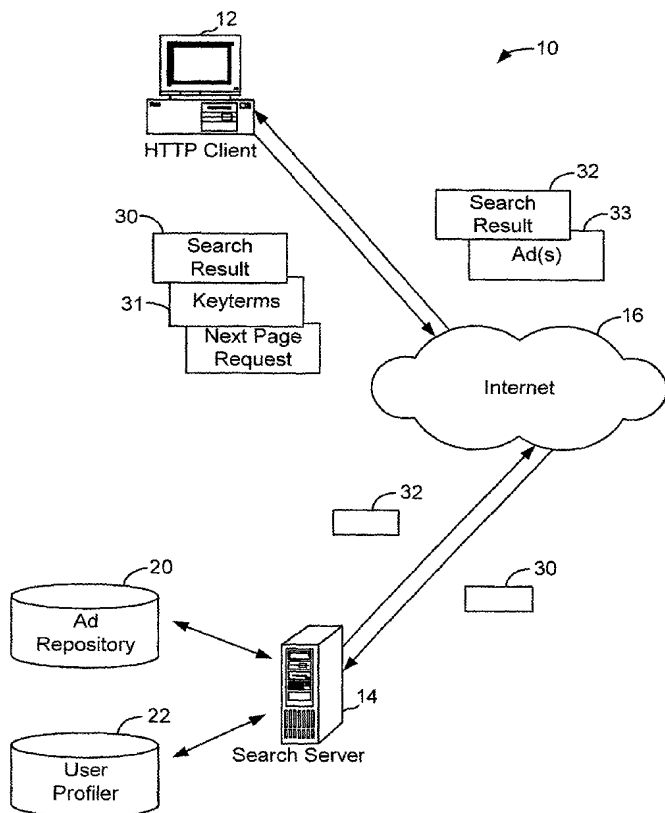 12
10
HTTP Client
32
Search
Result
33
Ad(s)
30
Search
Result
31
Keyterms
Next Page
Request
16
Internet
32
30
20
Ad
Repository
14
Search Server
22
User
Profiler